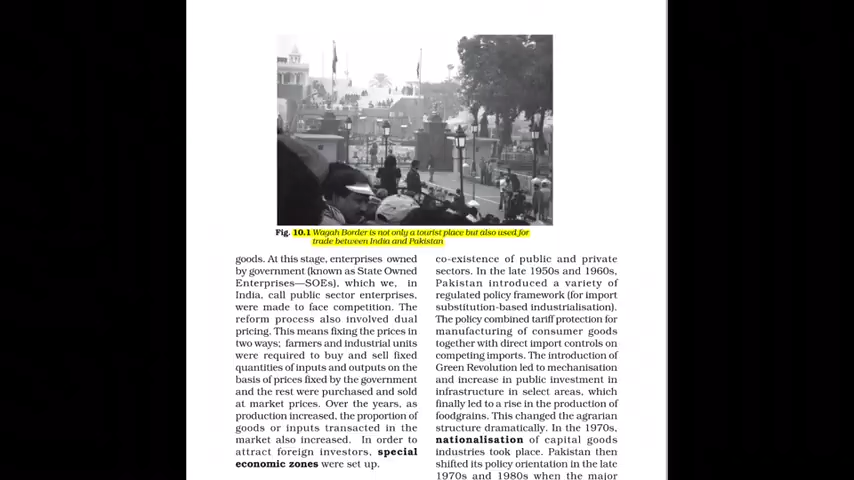 Fig. 10.1 Wagah Border is not only a tourist place but also used for
trade between India and Pakistan
goods. At this stage, enterprises owned
by government (known as State Owned
Enterprises—SOEs), which we, in
India, call public sector enterprises,
were made to face competition. The
reform process also involved dual
pricing. This means fixing the prices in
two ways; farmers and industrial units
were required to buy and sell fixed
quantities of inputs and outputs on the
basis of prices fixed by the government
and the rest were purchased and sold
at market prices. Over the years, as
production increased, the proportion of
goods or inputs transacted in the
market also increased. In order to
attract foreign investors, special
economic zones were set up.
co-existence of public and private
sectors. In the late 1950s and 1960s,
Pakistan introduced a variety of
regulated policy framework (for import
substitution-based industrialisation).
The policy combined tariff protection for
manufacturing of consumer goods
together with direct import controls on
competing imports. The introduction of
Green Revolution led to mechanisation
and increase in public investment in
infrastructure in select areas, which
finally led to a rise in the production of
foodgrains. This changed the agrarian
structure dramatically. In the 1970s,
nationalisation of capital goods
industries took place. Pakistan then
shifted its policy orientation in the late
1970s and 1980s when the major